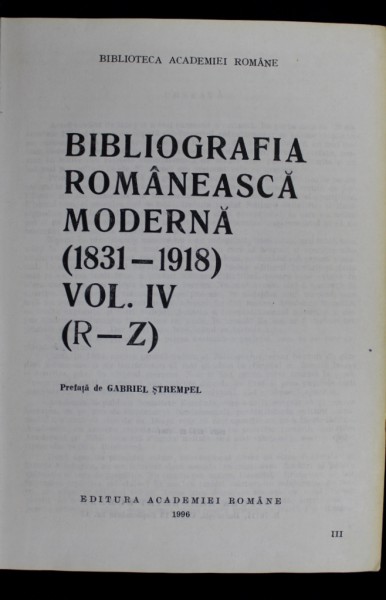 BIBLIOTECA ACADEMIEI ROMÂNE
BIBLIOGRAFIA
ROMÂNEASCĂ
MODERNĂ
(1831—1918)
VOL. IV
(R—Z)
Prefață de GABRIEL ȘTREMPEL
EDITURA ACADEMIEI ROMÂNE
1996
III